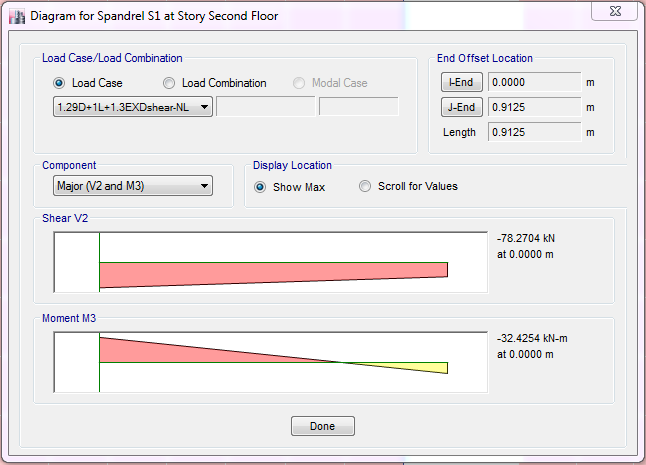 Diagram for Spandrel S1 at Story Second Floor
Load Case/Load Combination
Load Case Load Combination Modal Case
1.29D+1L+1.3EXDshear-NL
End Offset Location
I-End 0.0000 m
J-End 0.9125 m
Length 0.9125 m
Component
Major (V2 and M3)
Display Location
Show Max Scroll for Values
Shear V2
-78.2704 kN
at 0.0000 m
Moment M3
-32.4254 kN-m
at 0.0000 m
Done